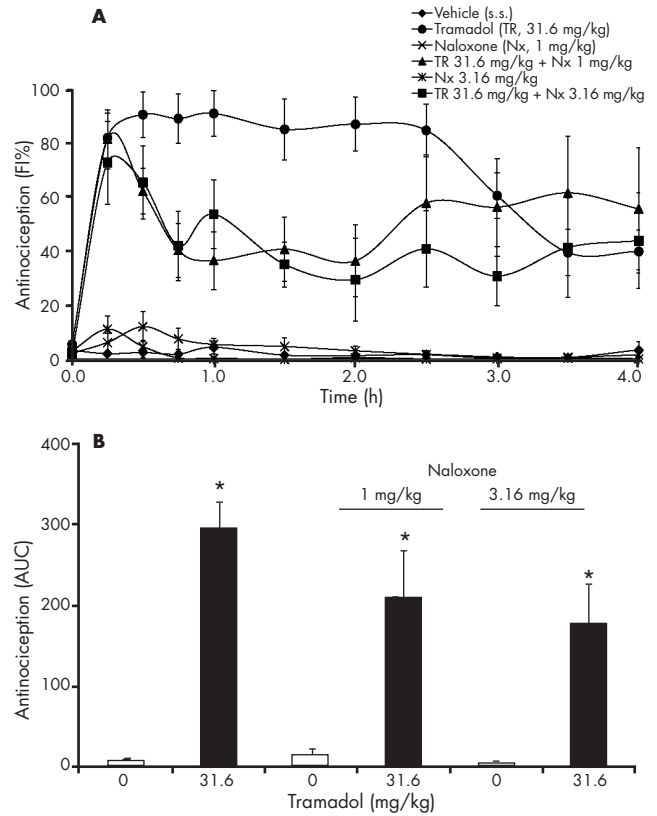 A
Vehicle (s.s.)
Tramadol (TR, 31.6 mg/kg)
Naloxone (Nx, 1 mg/kg)
TR 31.6 mg/kg + Nx 1 mg/kg
Nx 3.16 mg/kg
TR 31.6 mg/kg + Nx 3.16 mg/kg
Antinociception (FI%)
100
80
60
40
20
0
0.0 1.0 2.0 3.0 4.0
Time (h)
B
Antinociception (AUC)
400
300
200
100
0
Naloxone
1 mg/kg 3.16 mg/kg
* * *
0 31.6 0 31.6 0 31.6
Tramadol (mg/kg)